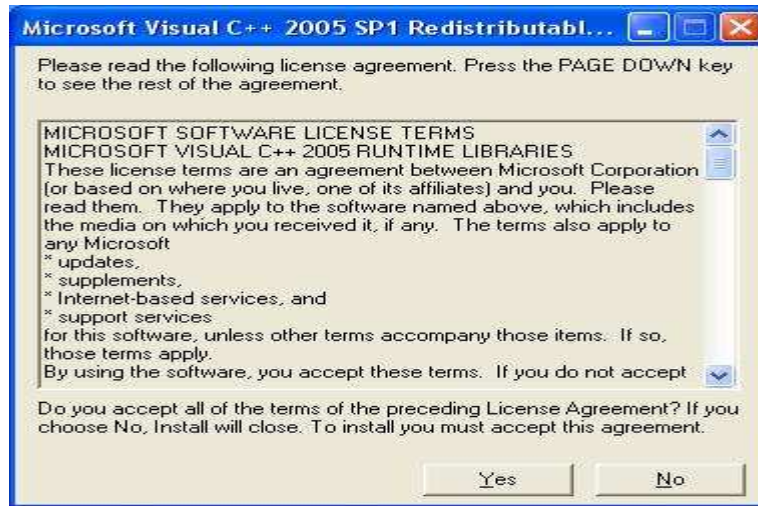 Microsoft Visual C++ 2005 SP1 Redistributabl...
Please read the following license agreement. Press the PAGE DOWN key
to see the rest of the agreement.
MICROSOFT SOFTWARE LICENSE TERMS
MICROSOFT VISUAL C++ 2005 RUNTIME LIBRARIES
These license terms are an agreement between Microsoft Corporation
(or based on where you live, one of its affiliates) and you.  Please
read them.  They apply to the software named above, which includes
the media on which you received it, if any.  The terms also apply to
any Microsoft
* updates,
* supplements,
* Internet-based services, and
* support services
for this software, unless other terms accompany those items.  If so,
those terms apply.
By using the software, you accept these terms.  If you do not accept
Do you accept all of the terms of the preceding License Agreement? If you
choose No, Install will close. To install you must accept this agreement.
Yes
No